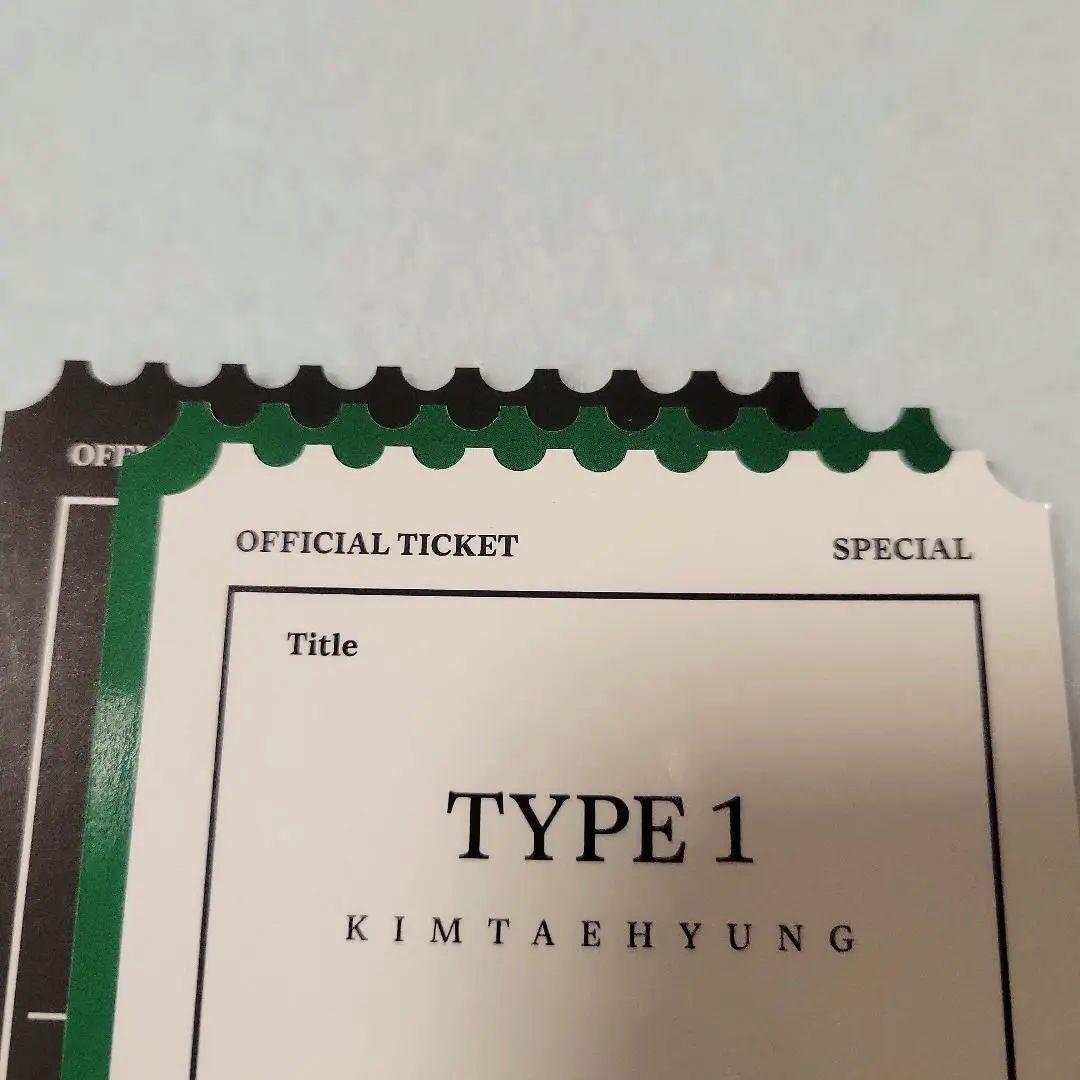 OFFICIAL TICKET SPECIAL
Title
TYPE 1
KIMTAEHYUNG